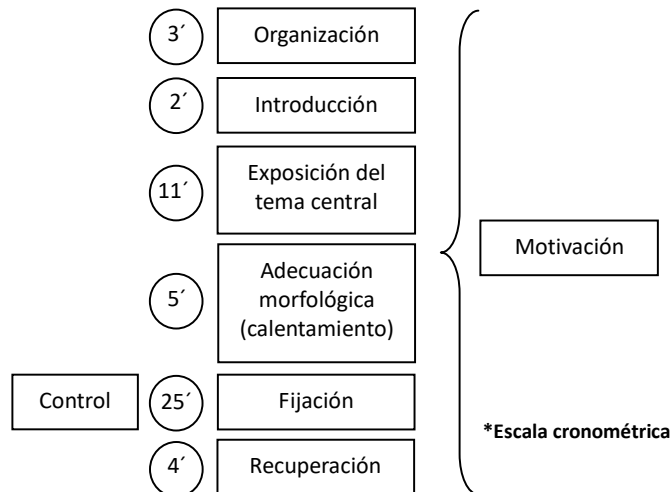 3´
Organización
2´
Introducción
11´
Exposición del
tema central
Motivación
5´
Adecuación
morfológica
(calentamiento)
Control
25´
Fijación
*Escala cronométrica
4´
Recuperación